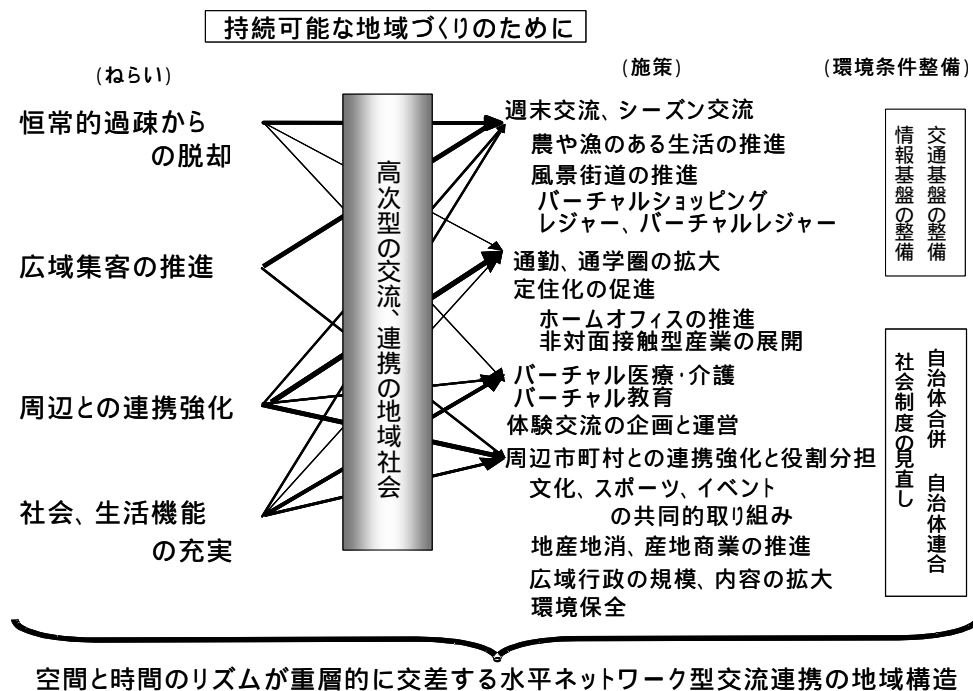 持続可能な地域づくりのために
(ねらい)
恒常的過疎から
の脱却
広域集客の推進
周辺との連携強化
社会、生活機能
の充実
高次型の交流、連携の地域社会
(施策)
週末交流、シーズン交流
農や漁のある生活の推進
風景街道の推進
バーチャルショッピング
レジャー、バーチャルレジャー
通勤、通学圏の拡大
定住化の促進
ホームオフィスの推進
非対面接触型産業の展開
バーチャル医療・介護
バーチャル教育
体験交流の企画と運営
周辺市町村との連携強化と役割分担
文化、スポーツ、イベント
の共同的取り組み
地産地消、産地商業の推進
広域行政の規模、内容の拡大
環境保全
(環境条件整備)
交通基盤の整備
情報基盤の整備
自治体合併 自治体連合
社会制度の見直し
空間と時間のリズムが重層的に交差する水平ネットワーク型交流連携の地域構造